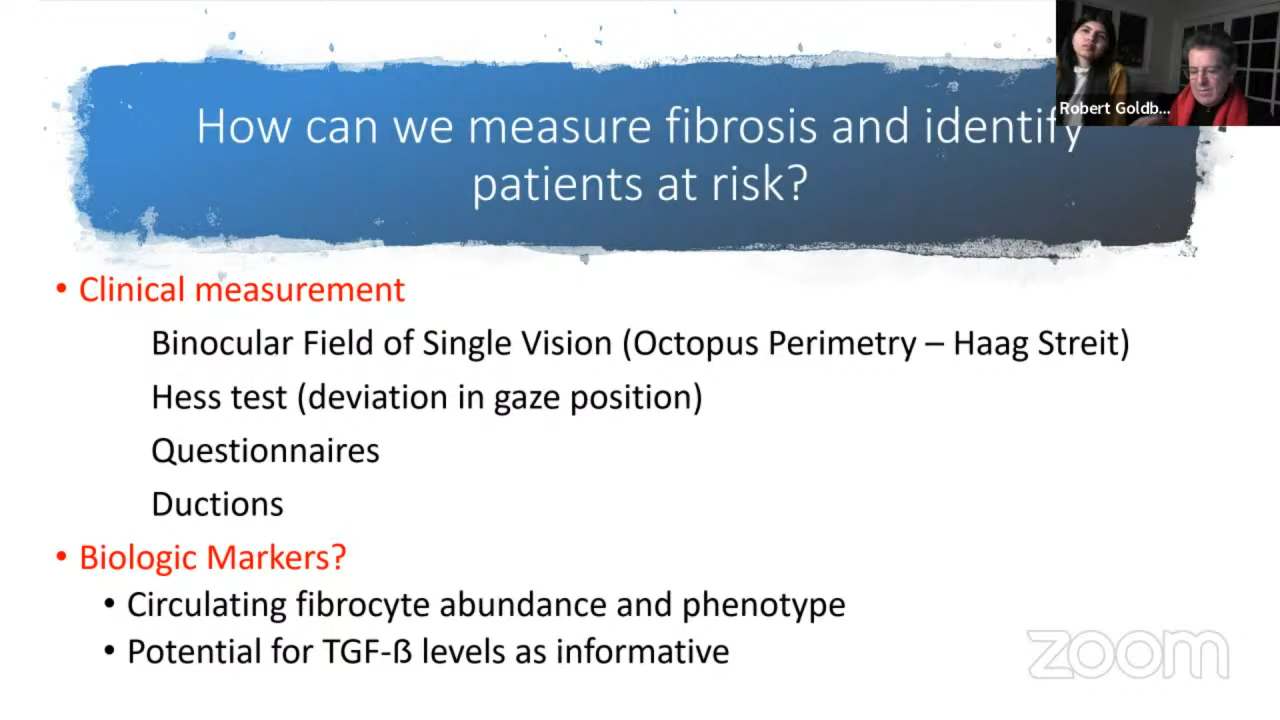 How can we measure fibrosis and identify
patients at risk?
Robert Goldb...
• Clinical measurement
Binocular Field of Single Vision (Octopus Perimetry – Haag Streit)
Hess test (deviation in gaze position)
Questionnaires
Ductions
• Biologic Markers?
• Circulating fibrocyte abundance and phenotype
• Potential for TGF-ß levels as informative
zoom